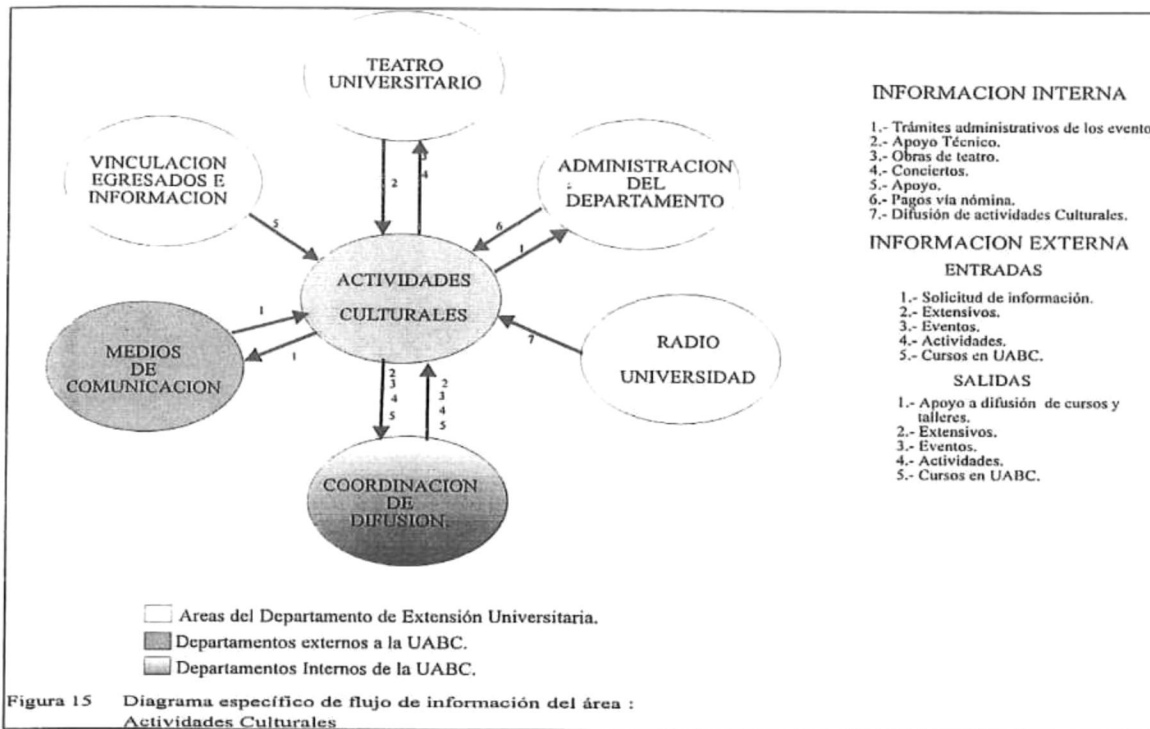 TEATRO
UNIVERSITARIO
VINCULACION
EGRESADOS E
INFORMACION
ADMINISTRACION
DEL
DEPARTAMENTO
2
3
4
5
6
1
ACTIVIDADES
CULTURALES
1
1
7
MEDIOS
DE
COMUNICACION
RADIO
UNIVERSIDAD
2
3
4
5
2
3
4
5
COORDINACION
DE
DIFUSION.
INFORMACION INTERNA
1.- Trámites administrativos de los evento
2.- Apoyo Técnico.
3.- Obras de teatro.
4.- Conciertos.
5.- Apoyo.
6.- Pagos vía nómina.
7.- Difusión de actividades Culturales.
INFORMACION EXTERNA
ENTRADAS
1.- Solicitud de información.
2.- Extensivos.
3.- Eventos.
4.- Actividades.
5.- Cursos en UABC.
SALIDAS
1.- Apoyo a difusión de cursos y
talleres.
2.- Extensivos.
3.- Eventos.
4.- Actividades.
5.- Cursos en UABC.
Areas del Departamento de Extensión Universitaria.
Departamentos externos a la UABC.
Departamentos Internos de la UABC.
Figura 15 Diagrama específico de flujo de información del área :
Actividades Culturales